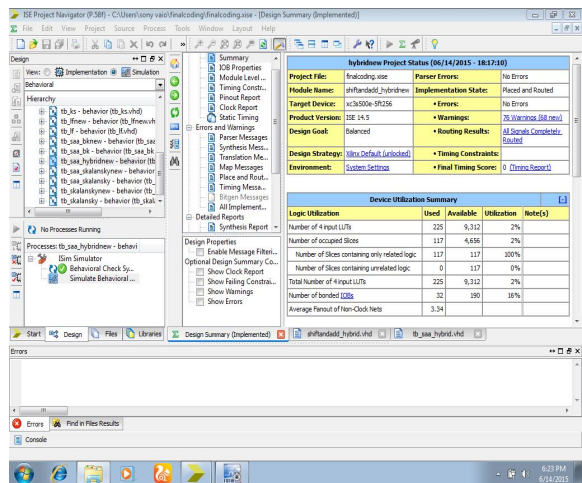 ISE Project Navigator (P.58f) - C:\Users\sony vaio\finalcoding\finalcoding.xise - [Design Summary (Implemented)]
File Edit View Project Source Process Tools Window Layout Help
Design
View: Implementation Simulation
Behavioral
Hierarchy
tb_ks - behavior (tb_ks.vhd)
tb_lfnew - behavior (tb_lfnew.vh
tb_lf - behavior (tb_lf.vhd)
tb_saa_bknew - behavior (tb_saa
tb_saa_bk - behavior (tb_saa_bk.
tb_saa_hybridnew - behavior (tb
tb_saa_skalanskynew - behavior
tb_saa_skalansky - behavior (tb_
tb_skalanskynew - behavior (tb_
tb_skalansky - behavior (tb_skal
No Processes Running
Processes: tb_saa_hybridnew - behavi
ISim Simulator
Behavioral Check Sy...
Simulate Behavioral ...
Start Design Files Libraries
Summary
IOB Properties
Module Level ...
Timing Constr...
Pinout Report
Clock Report
Static Timing
Errors and Warnings
Parser Messages
Synthesis Mess...
Translation Me...
Map Messages
Place and Rout...
Timing Messa...
Bitgen Messages
All Implement...
Detailed Reports
Synthesis Report
Design Properties
Enable Message Filteri...
Optional Design Summary Co...
Show Clock Report
Show Failing Constrai...
Show Warnings
Show Errors
hybridnew Project Status (06/14/2015 - 18:17:10)
Project File: finalcoding.xise Parser Errors: No Errors
Module Name: shiftandadd_hybridnew Implementation State: Placed and Routed
Target Device: xc3s500e-5ft256 • Errors: No Errors
Product Version: ISE 14.5 • Warnings: 76 Warnings (68 new)
Design Goal: Balanced • Routing Results: All Signals Completely Routed
Design Strategy: Xilinx Default (unlocked) • Timing Constraints:
Environment: System Settings • Final Timing Score: 0 (Timing Report)
Device Utilization Summary [-]
Logic Utilization Used Available Utilization Note(s)
Number of 4 input LUTs 225 9,312 2%
Number of occupied Slices 117 4,656 2%
Number of Slices containing only related logic 117 117 100%
Number of Slices containing unrelated logic 0 117 0%
Total Number of 4 input LUTs 225 9,312 2%
Number of bonded IOBs 32 190 16%
Average Fanout of Non-Clock Nets 3.34
Design Summary (Implemented) shiftandadd_hybrid.vhd tb_saa_hybrid.vhd
Errors
Errors Find in Files Results
Console
6:23 PM
6/14/2015